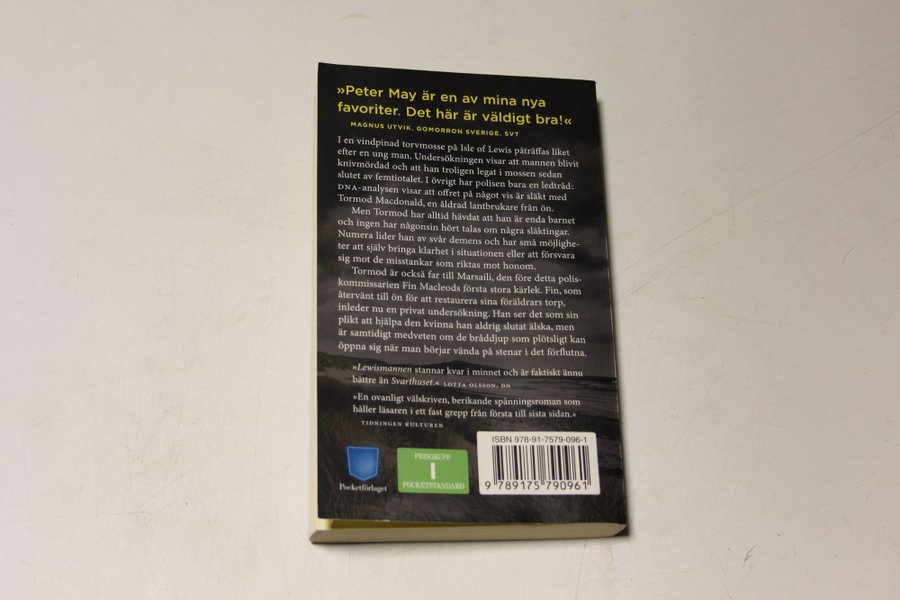 »Peter May är en av mina nya
favoriter. Det här är väldigt bra!«
MAGNUS UTVIK, GOMORRON SVERIGE, SVT
I en vindpinad torvmosse på Isle of Lewis påträffas liket
efter en ung man. Undersökningen visar att mannen blivit
knivmördad och att han troligen legat i mossen sedan
slutet av femtiotalet. I övrigt har polisen bara en ledtråd:
DNA-analysen visar att offret på något vis är släkt med
Tormod Macdonald, en åldrad lantbrukare från ön.
Men Tormod har alltid hävdat att han är enda barnet
och ingen har någonsin hört talas om några släktingar.
Numera lider han av svår demens och har små möjlighe-
ter att själv bringa klarhet i situationen eller att försvara
sig mot de misstankar som riktas mot honom.
Tormod är också far till Marsaili, den före detta polis-
kommissarien Fin Macleods första stora kärlek. Fin, som
återvänt till ön för att restaurera sina föräldrars torp,
inleder nu en privat undersökning. Han ser det som sin
plikt att hjälpa den kvinna han aldrig slutat älska, men
är samtidigt medveten om de bråddjup som plötsligt kan
öppna sig när man börjar vända på stenar i det förflutna.
»Lewismannen stannar kvar i minnet och är faktiskt ännu
bättre än Svarthuset.« LOTTA OLSSON, DN
»En ovanligt välskriven, berikande spänningsroman som
håller läsaren i ett fast grepp från första till sista sidan.«
TIDNINGEN KULTUREN
Pocketförlaget
PRISGRUPP
1
POCKETSTANDARD
ISBN 978-91-7579-096-1
9 789175 790961